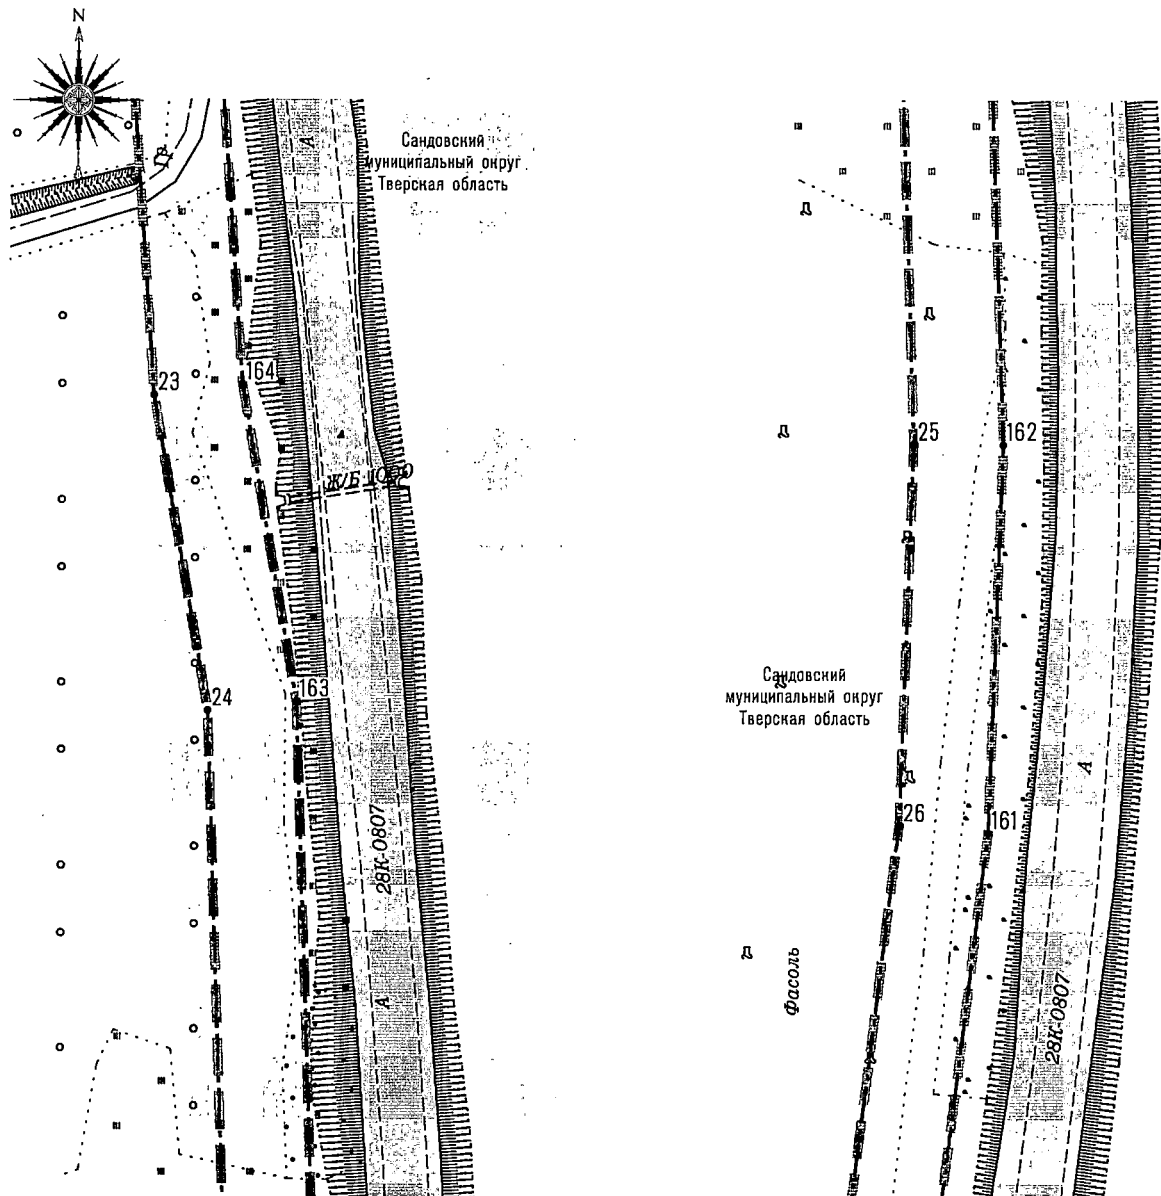 N
Сандовский
муниципальный округ
Тверская область
А
23
164
Ж/Б 1000
24
163
28К-0807
А
25
162
Сандовский
муниципальный округ
Тверская область
А
26
161
Фасоль
28К-0807